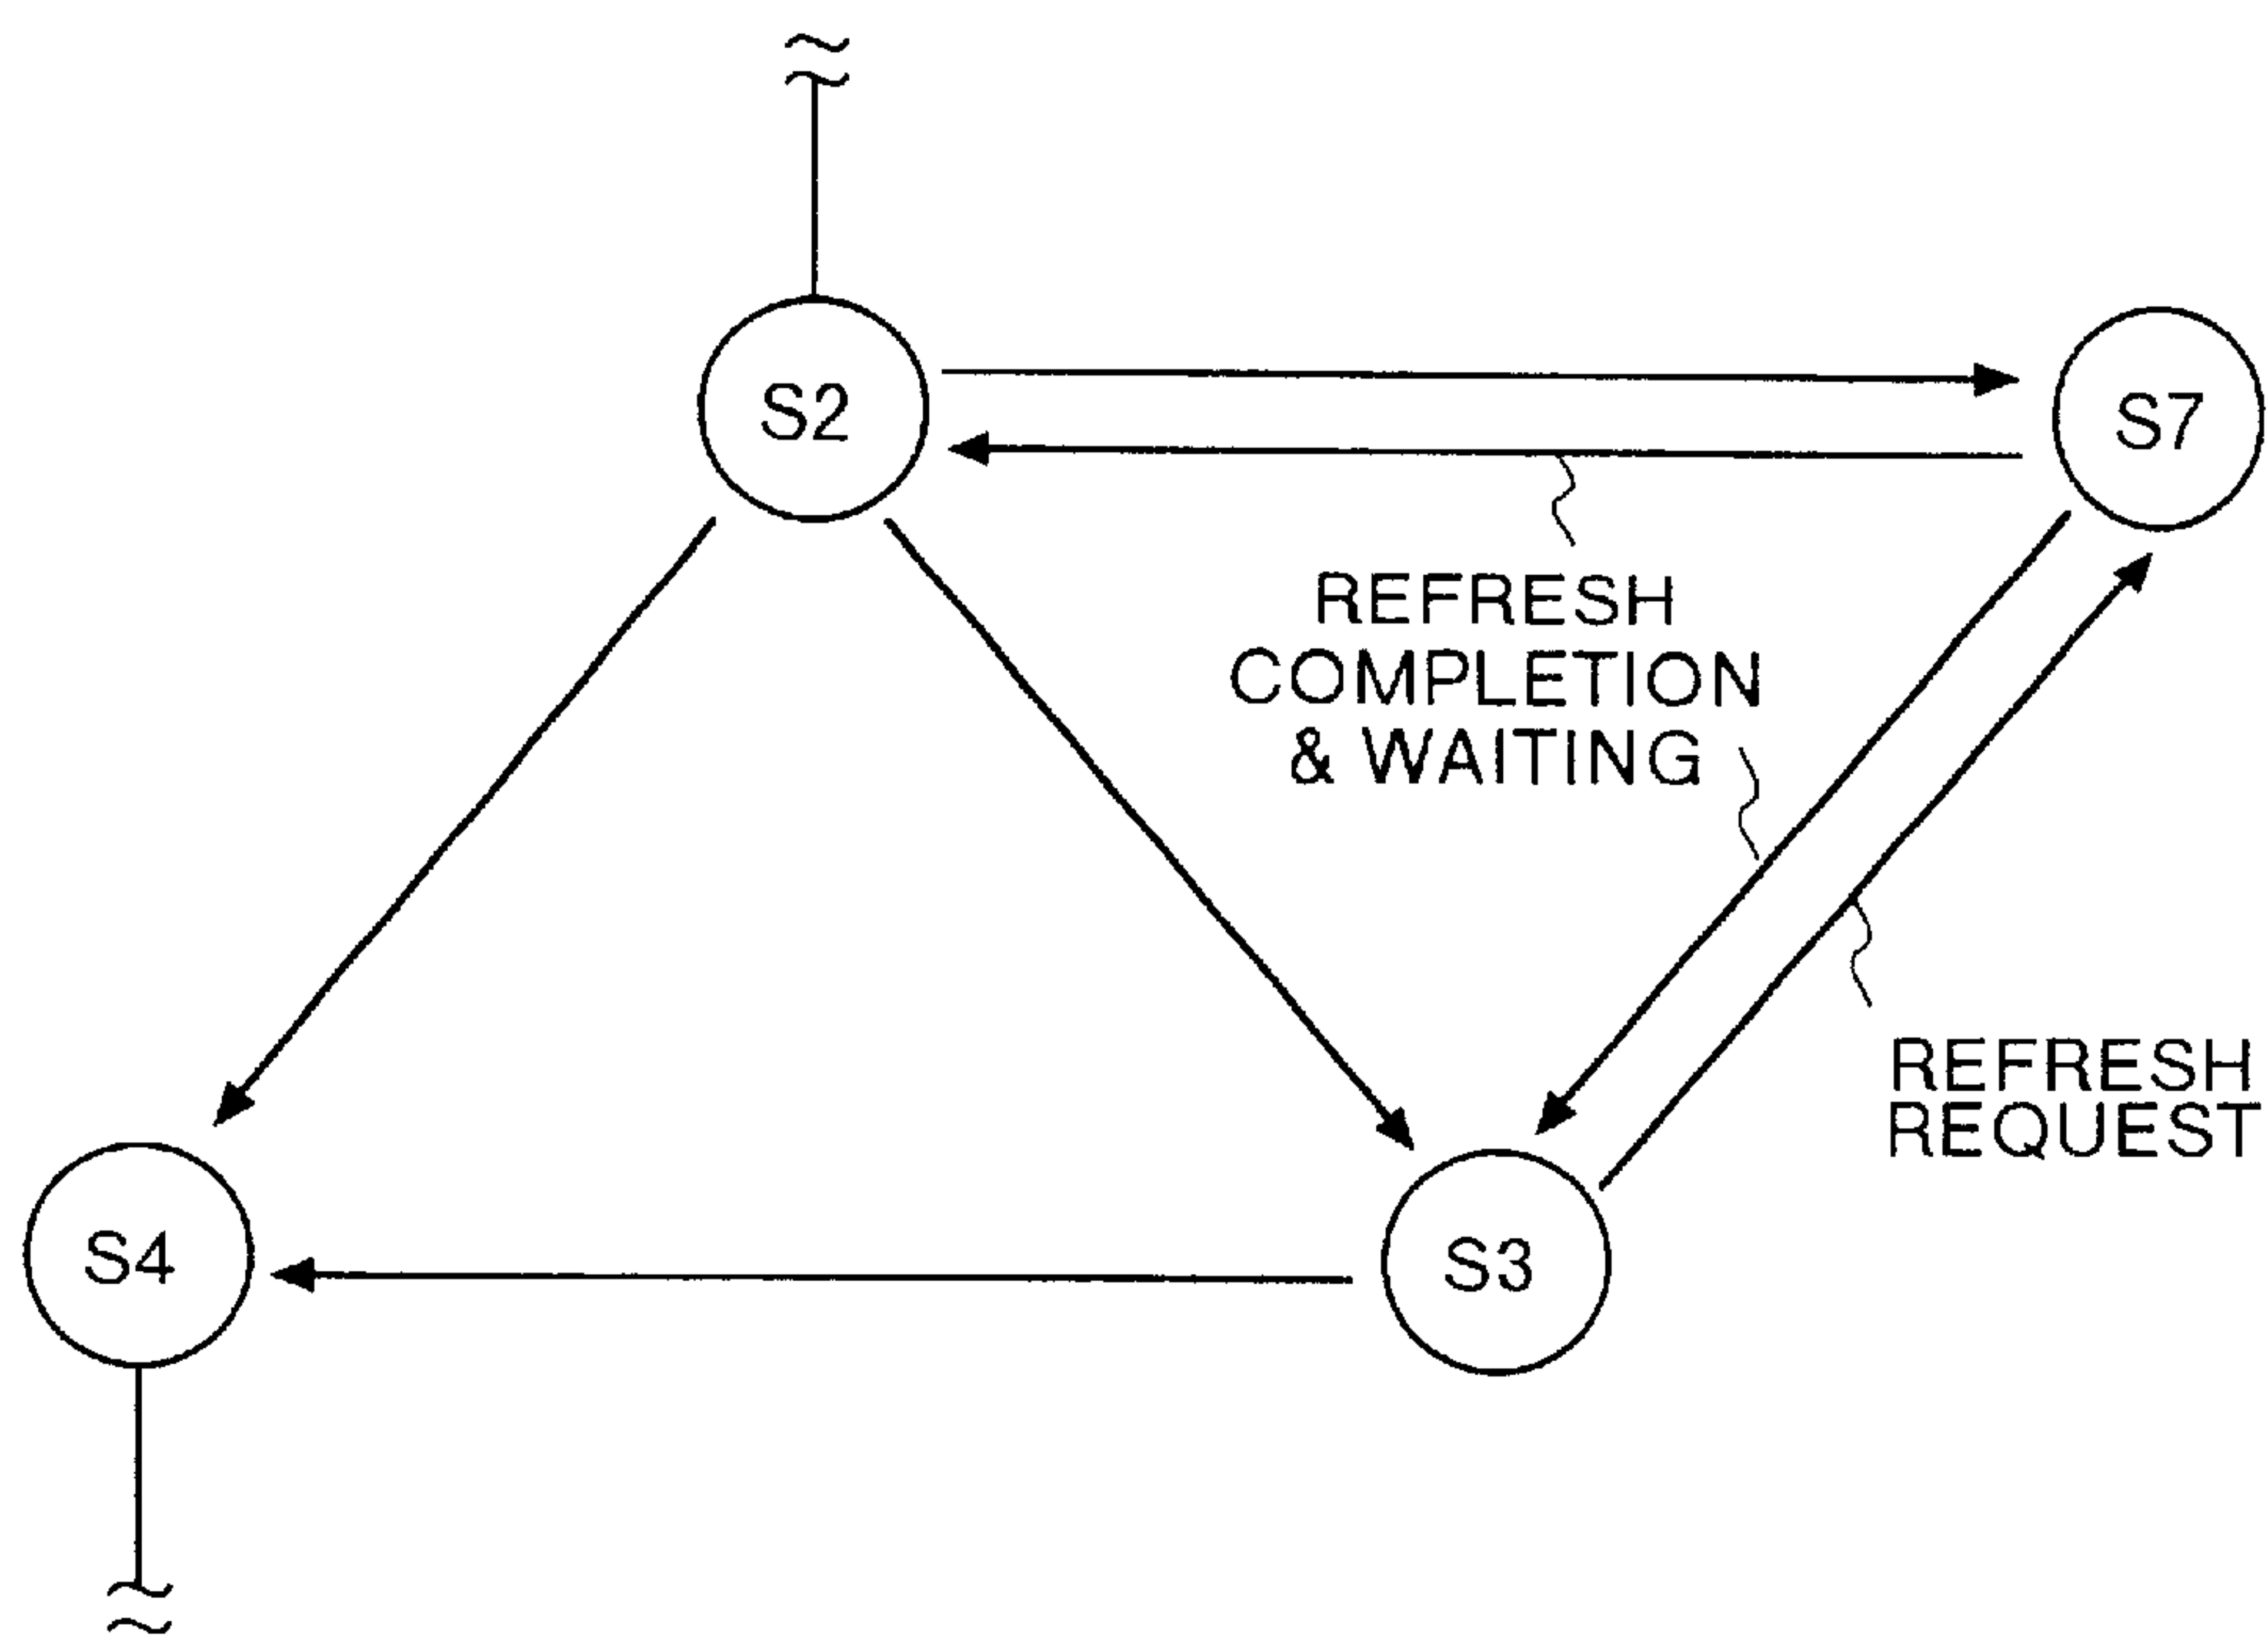 S2
S7
REFRESH
COMPLETION
& WAITING
REFRESH
REQUEST
S4
S3